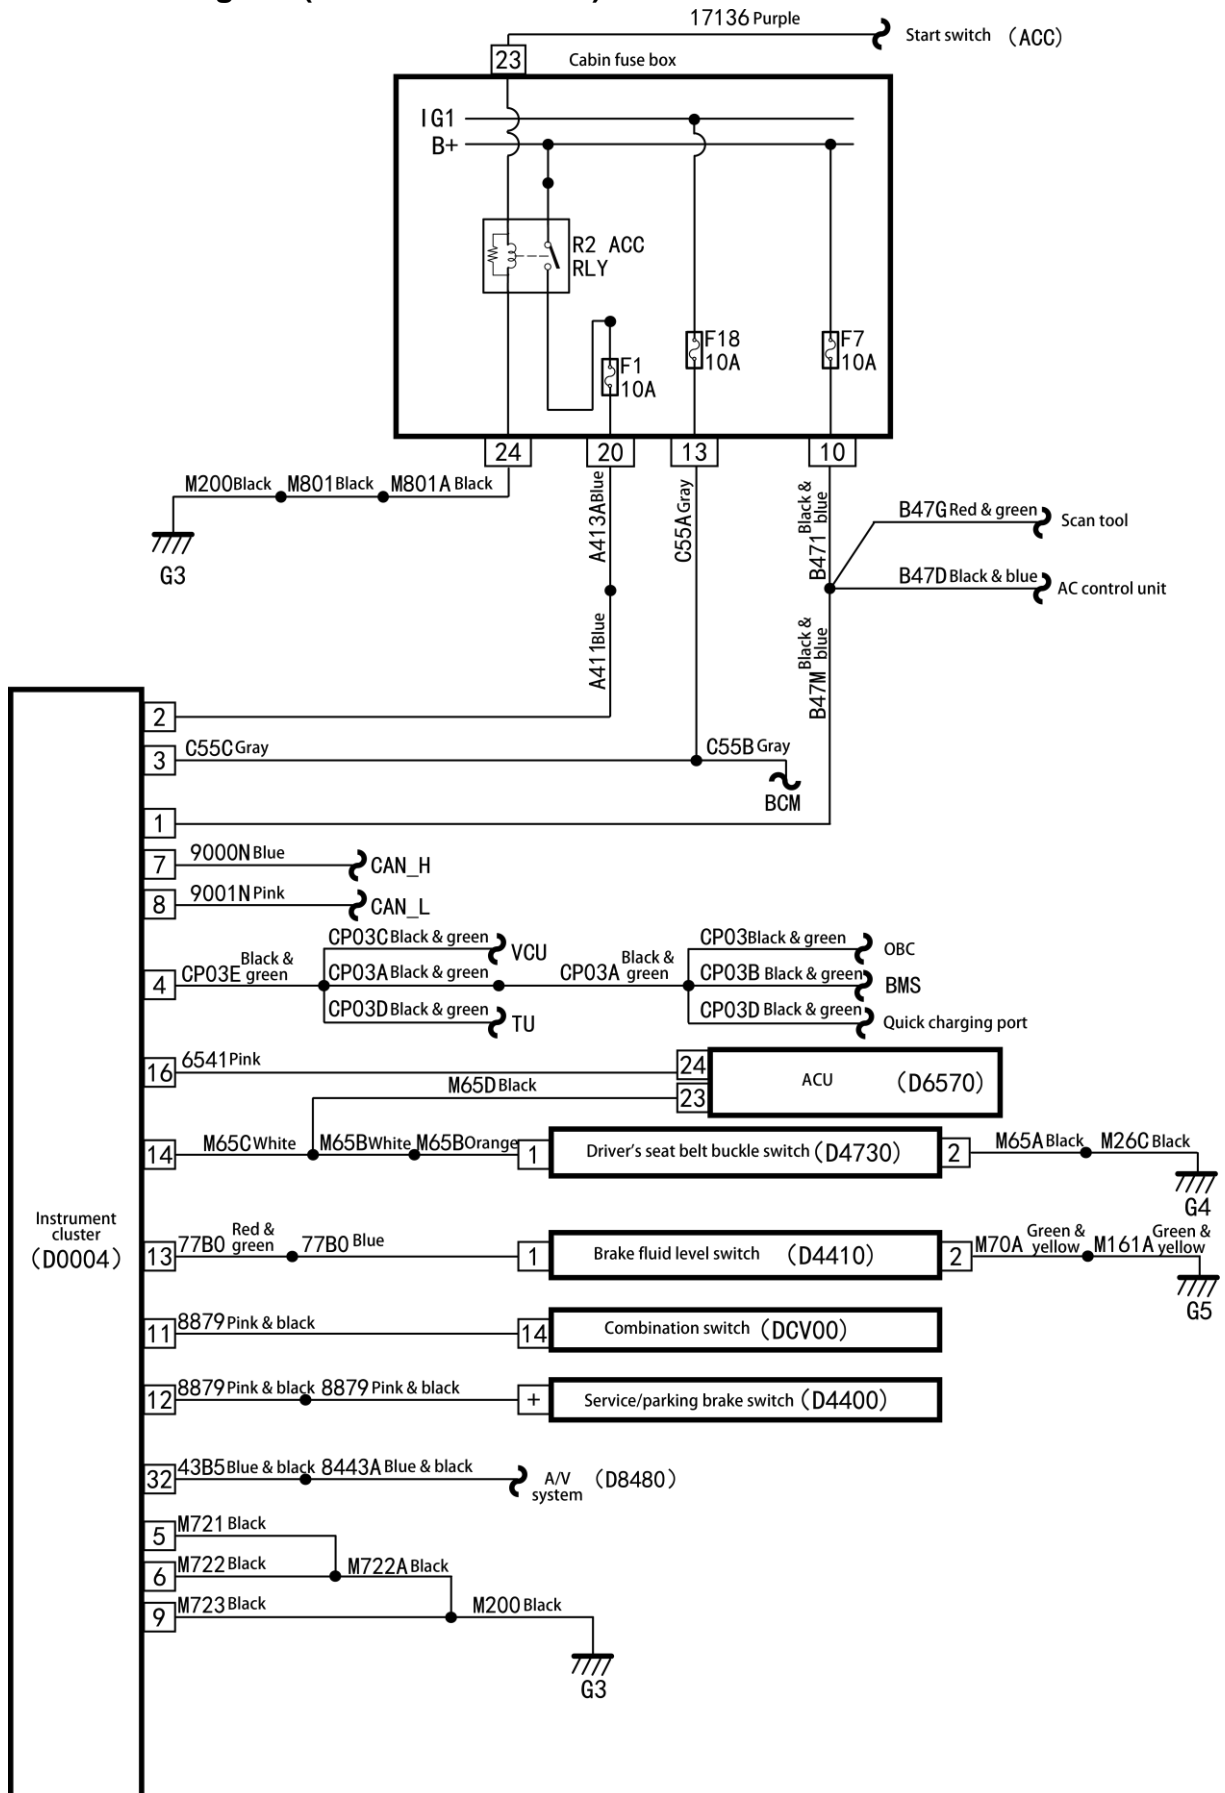 17136 Purple
Start switch (ACC)
23
Cabin fuse box
IG1
B+
R2 ACC
RLY
F18
10A
F7
10A
F1
10A
24
20
13
10
M200 Black
M801 Black
M801A Black
G3
A413A Blue
C55A Gray
B471 Black & blue
B47G Red & green
Scan tool
B47D Black & blue
AC control unit
A411 Blue
B47M Black & blue
2
3
C55C Gray
C55B Gray
BCM
1
7
9000N Blue
CAN_H
8
9001N Pink
CAN_L
CP03C Black & green
VCU
CP03 Black & green
OBC
4
CP03E Black & green
CP03A Black & green
CP03A Black & green
CP03B Black & green
BMS
CP03D Black & green
TU
CP03D Black & green
Quick charging port
16
6541 Pink
24
ACU (D6570)
M65D Black
23
14
M65C White
M65B White
M65B Orange
1
Driver's seat belt buckle switch (D4730)
2
M65A Black
M26C Black
G4
Instrument
cluster
(D0004)
13
77B0 Red & green
77B0 Blue
1
Brake fluid level switch (D4410)
2
M70A Green & yellow
M161A Green & yellow
G5
11
8879 Pink & black
14
Combination switch (DCV00)
12
8879 Pink & black
8879 Pink & black
+
Service/parking brake switch (D4400)
32
43B5 Blue & black
8443A Blue & black
A/V
system
(D8480)
5
M721 Black
6
M722 Black
M722A Black
9
M723 Black
M200 Black
G3